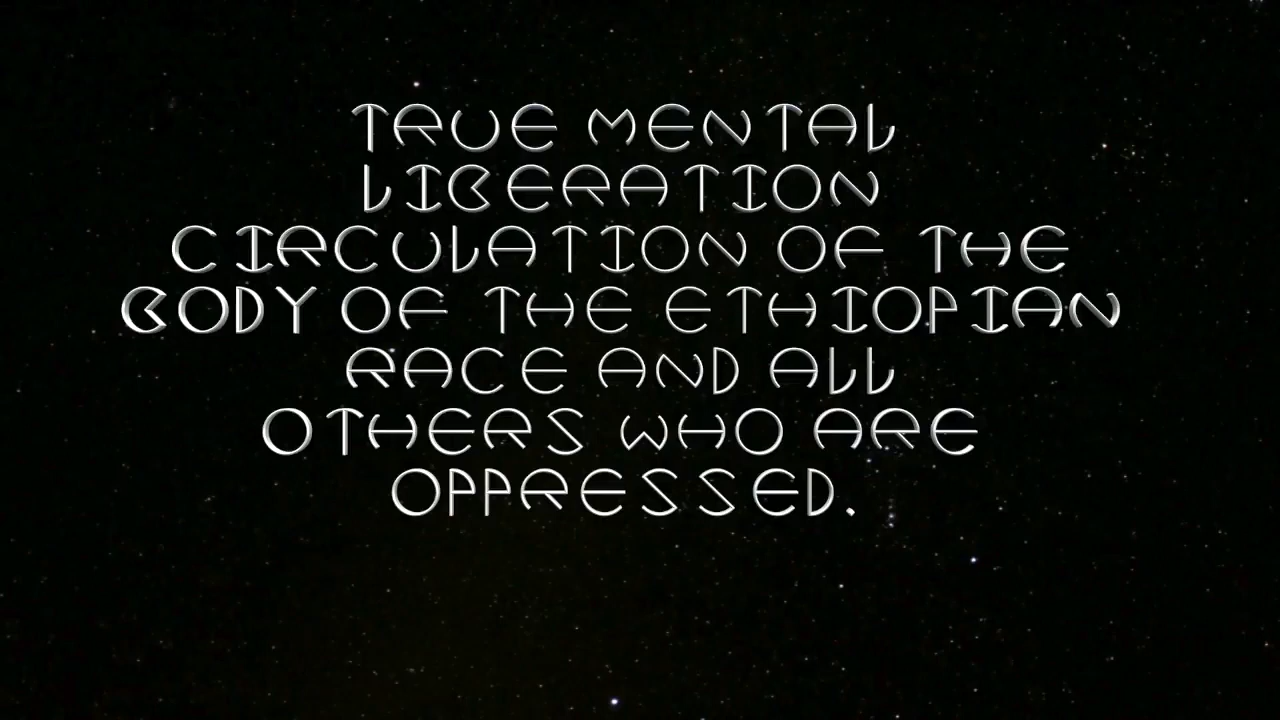 TRUE MENTAL
LIBERATION
CIRCULATION OF THE
BODY OF THE ETHIOPIAN
RACE AND ALL
OTHERS WHO ARE
OPPRESSED.